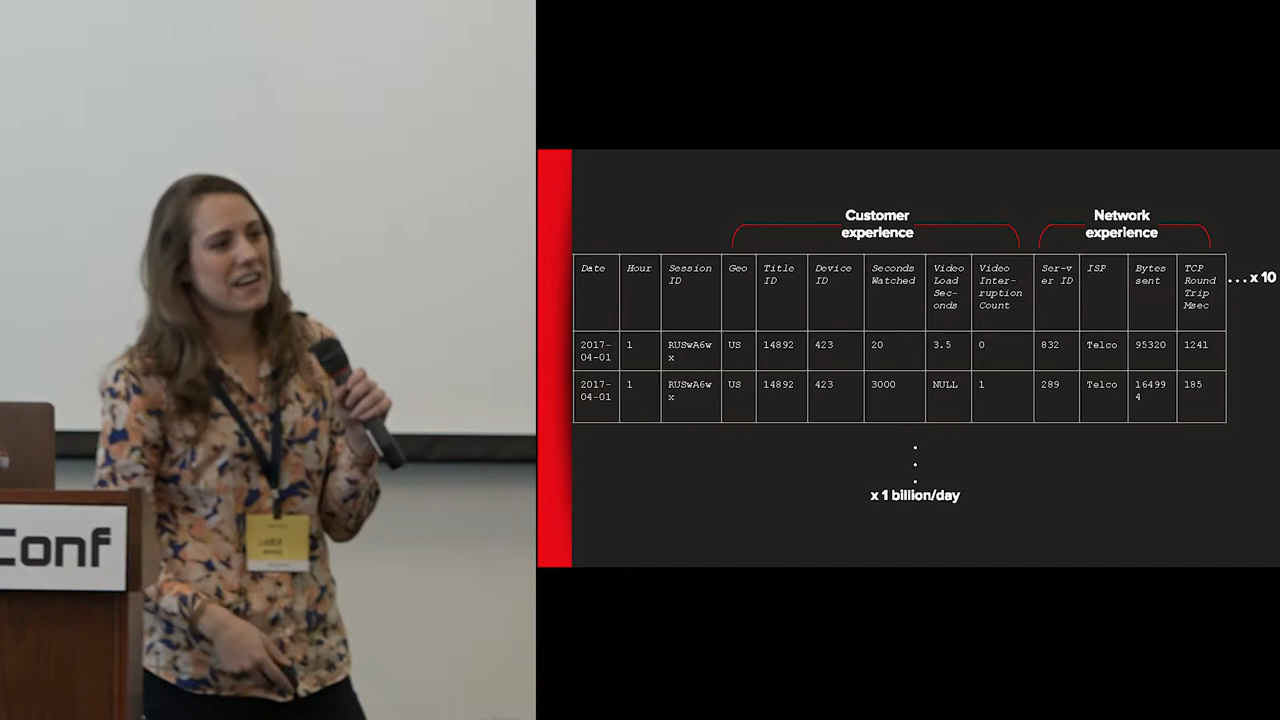 Conf
Customer
experience
Network
experience
Date Hour Session Geo Title Device Seconds Video Video Ser-v ISP Bytes TCP
ID ID ID Watched Load Inter- er ID sent Round
Sec- ruption Trip
onds Count Msec
...x 10
2017- 1 RUSwA6w US 14892 423 20 3.5 0 832 Telco 95320 1241
04-01 x
2017- 1 RUSwA6w US 14892 423 3000 NULL 1 289 Telco 16499 185
04-01 x 4
x 1 billion/day